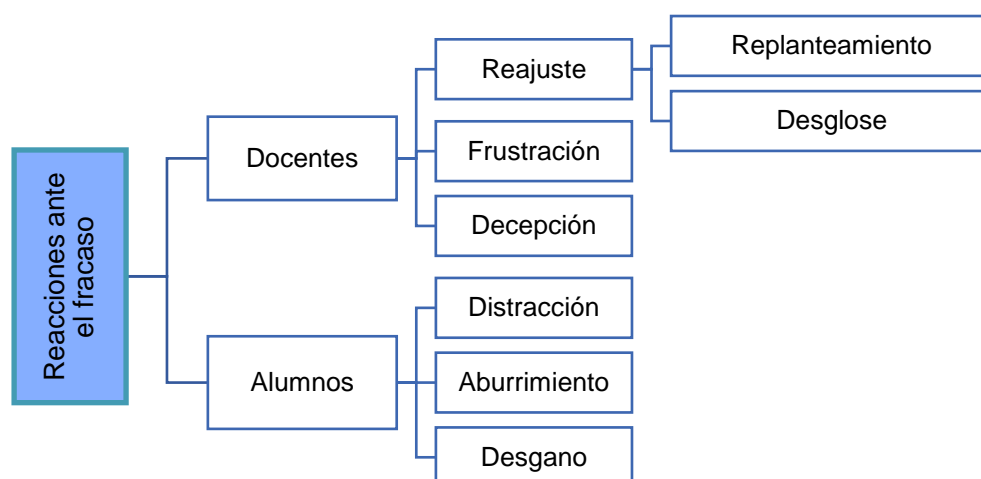 Reacciones ante
el fracaso
Docentes
Reajuste
Replanteamiento
Desglose
Frustración
Decepción
Alumnos
Distracción
Aburrimiento
Desgano